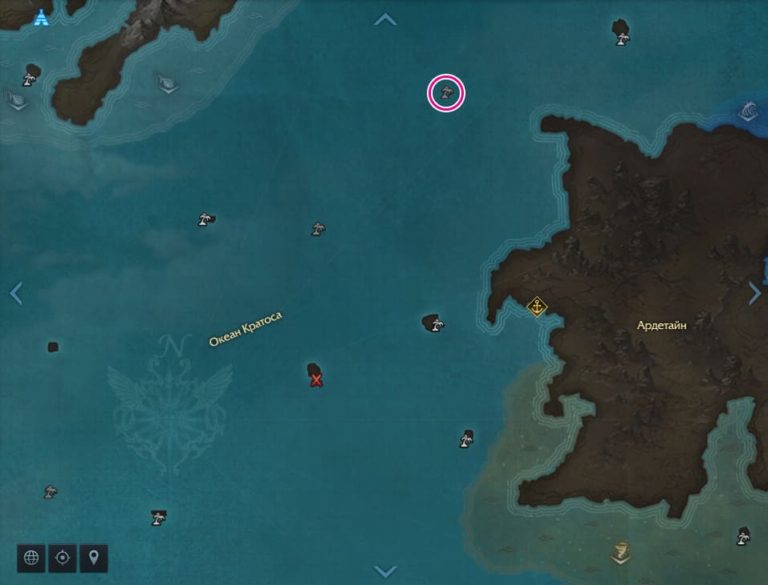 N
Океан Кратоса
Ардетайн